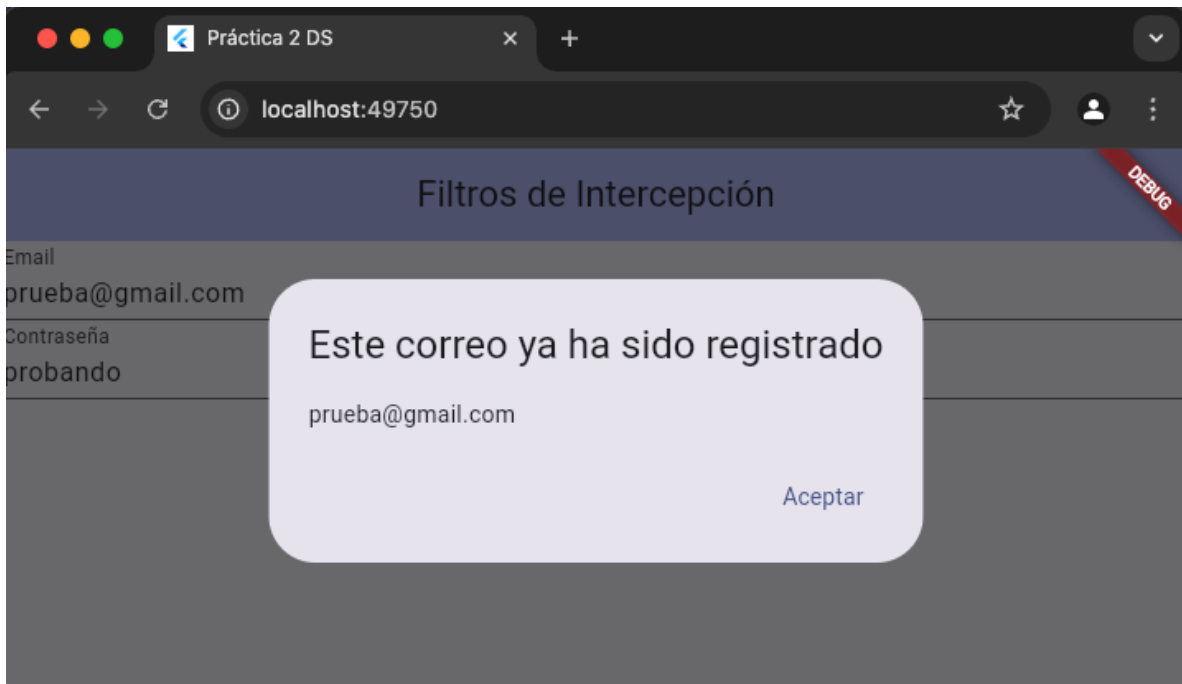 Práctica 2 DS
localhost:49750
Filtros de Intercepción
DEBUG
Email
prueba@gmail.com
Contraseña
probando
Este correo ya ha sido registrado
prueba@gmail.com
Aceptar